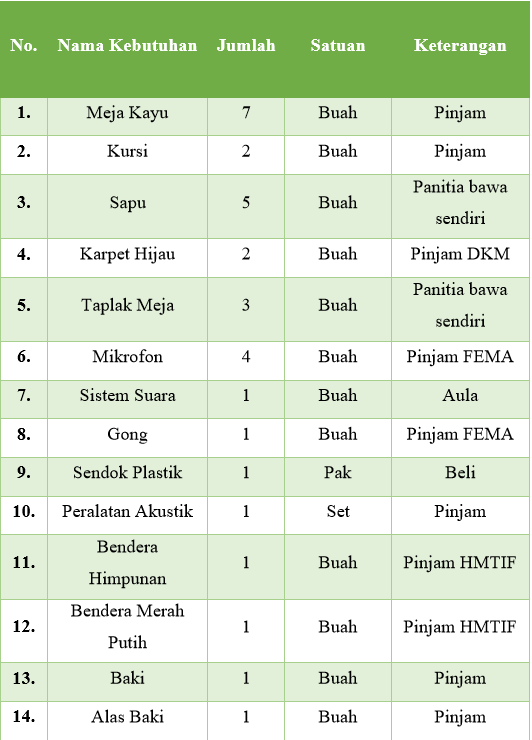 No. Nama Kebutuhan Jumlah Satuan Keterangan
1. Meja Kayu 7 Buah Pinjam
2. Kursi 2 Buah Pinjam
3. Sapu 5 Buah Panitia bawa
sendiri
4. Karpet Hijau 2 Buah Pinjam DKM
5. Taplak Meja 3 Buah Panitia bawa
sendiri
6. Mikrofon 4 Buah Pinjam FEMA
7. Sistem Suara 1 Buah Aula
8. Gong 1 Buah Pinjam FEMA
9. Sendok Plastik 1 Pak Beli
10. Peralatan Akustik 1 Set Pinjam
11. Bendera
Himpunan 1 Buah Pinjam HMTIF
12. Bendera Merah
Putih 1 Buah Pinjam HMTIF
13. Baki 1 Buah Pinjam
14. Alas Baki 1 Buah Pinjam